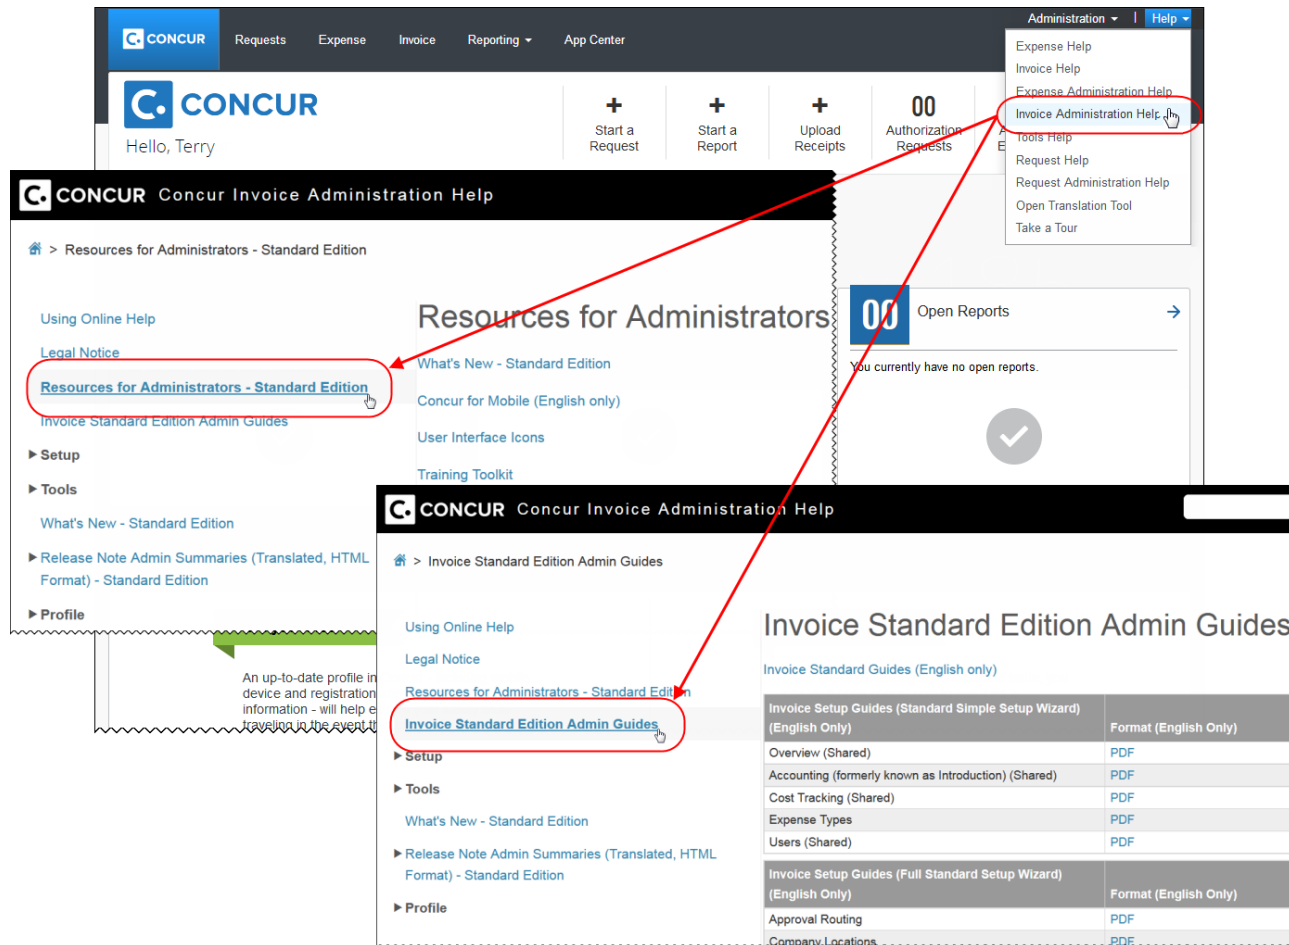 Administration
Help
CONCUR
Requests
Expense
Invoice
Reporting
App Center
Expense Help
Invoice Help
Expense Administration Help
Invoice Administration Help
Tools Help
Request Help
Request Administration Help
Open Translation Tool
Take a Tour
C. CONCUR
Hello, Terry
+
Start a
Request
+
Start a
Report
+
Upload
Receipts
00
Authorization
Requests
A
E
C. CONCUR Concur Invoice Administration Help
> Resources for Administrators - Standard Edition
Using Online Help
Legal Notice
Resources for Administrators - Standard Edition
Invoice Standard Edition Admin Guides
Setup
Tools
What's New - Standard Edition
Release Note Admin Summaries (Translated, HTML
Format) - Standard Edition
Profile
Resources for Administrators
What's New - Standard Edition
Concur for Mobile (English only)
User Interface Icons
Training Toolkit
00
Open Reports
You currently have no open reports.
An up-to-date profile in
device and registration
information - will help e
traveling in the event th
C. CONCUR Concur Invoice Administration Help
> Invoice Standard Edition Admin Guides
Using Online Help
Legal Notice
Resources for Administrators - Standard Edition
Invoice Standard Edition Admin Guides
Setup
Tools
What's New - Standard Edition
Release Note Admin Summaries (Translated, HTML
Format) - Standard Edition
Profile
Invoice Standard Edition Admin Guides
Invoice Standard Guides (English only)
Invoice Setup Guides (Standard Simple Setup Wizard)
(English Only) Format (English Only)
Overview (Shared) PDF
Accounting (formerly known as Introduction) (Shared) PDF
Cost Tracking (Shared) PDF
Expense Types PDF
Users (Shared) PDF
Invoice Setup Guides (Full Standard Setup Wizard)
(English Only) Format (English Only)
Approval Routing PDF
Company Locations PDF